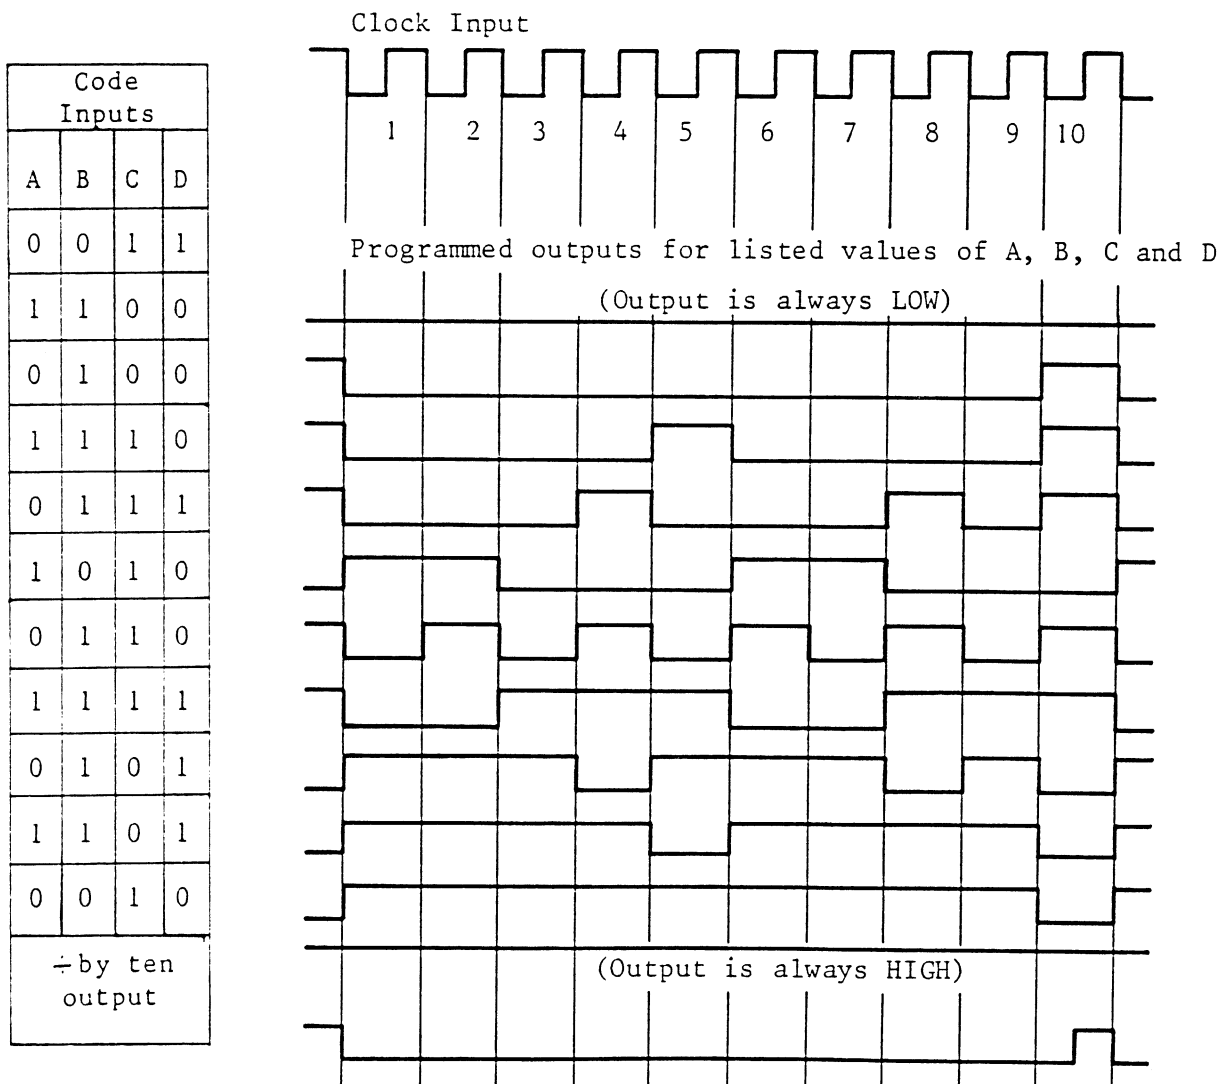 Clock Input
Code
Inputs
A B C D
0 0 1 1
1 1 0 0
0 1 0 0
1 1 1 0
0 1 1 1
1 0 1 0
0 1 1 0
1 1 1 1
0 1 0 1
1 1 0 1
0 0 1 0
÷by ten
output
1 2 3 4 5 6 7 8 9 10
Programmed outputs for listed values of A, B, C and D
(Output is always LOW)
(Output is always HIGH)